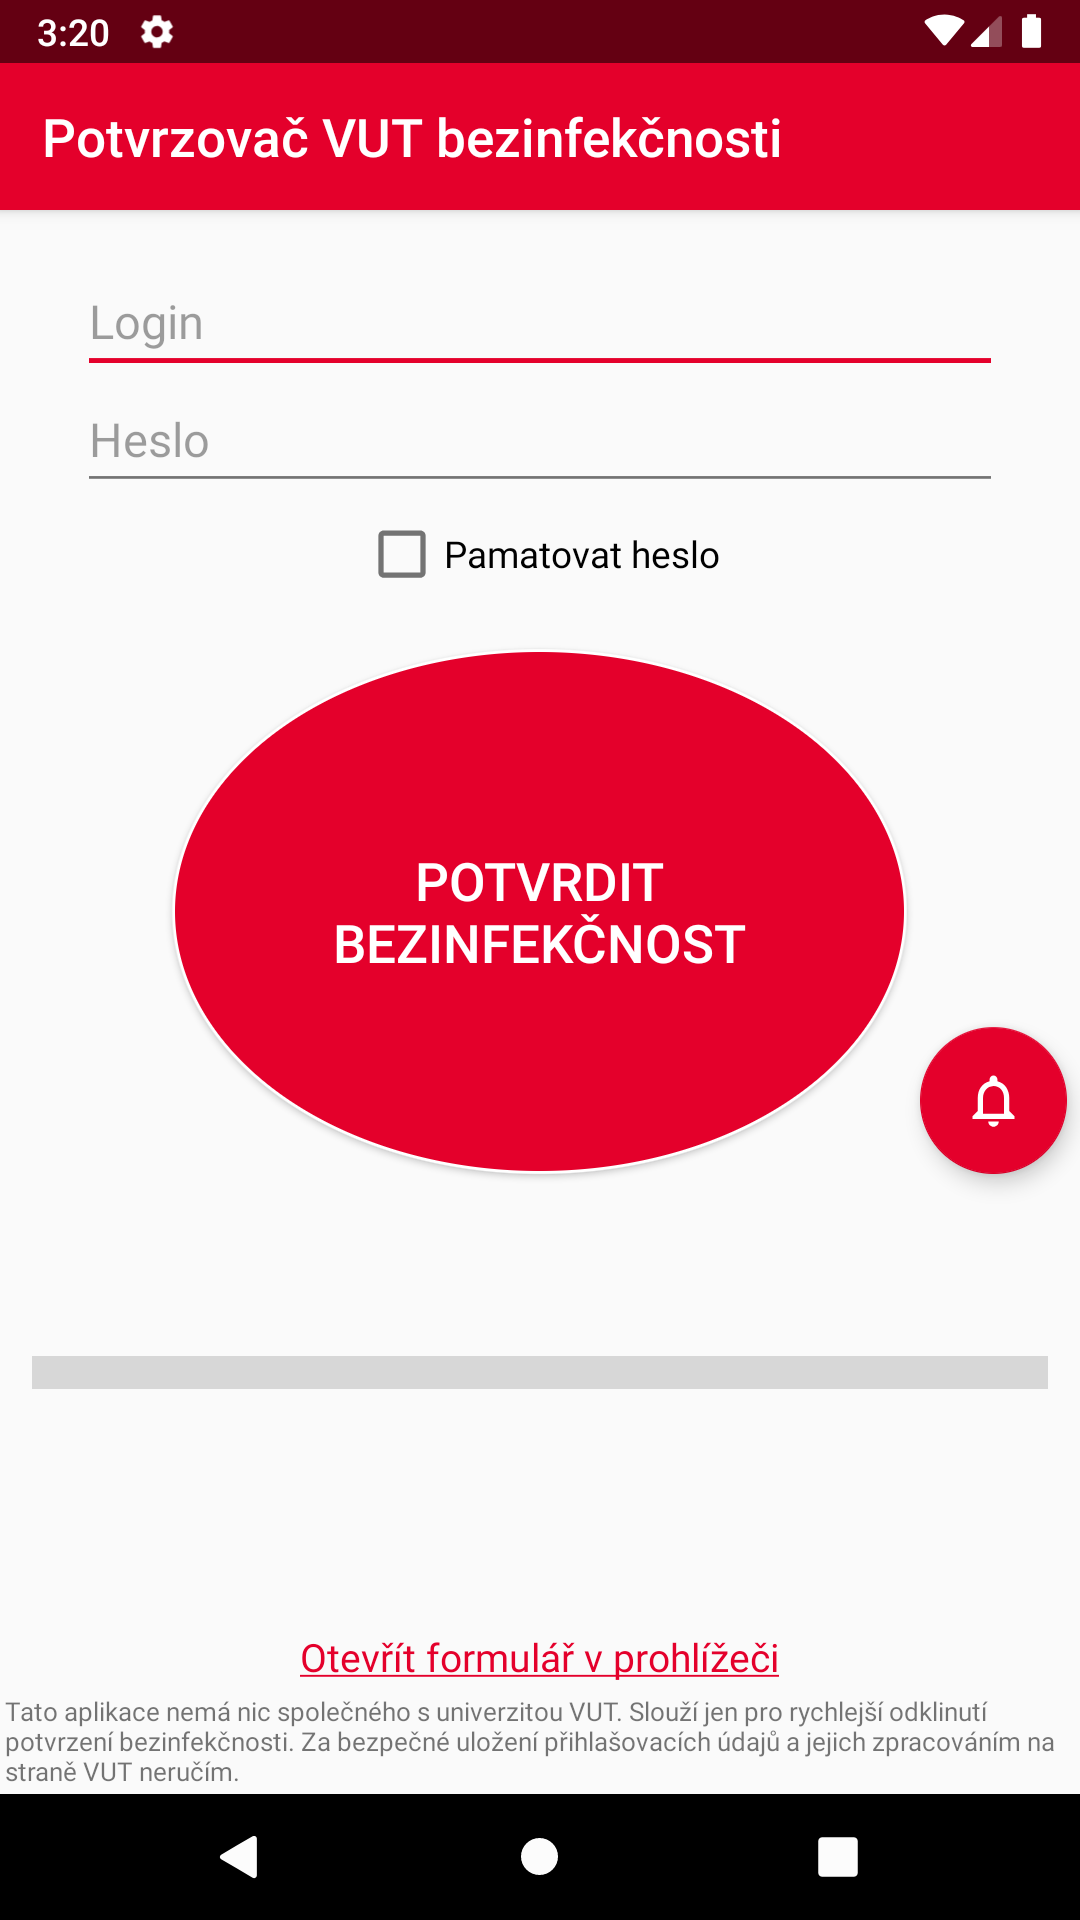 3:20
Potvrzovač VUT bezinfekčnosti
Login
Heslo
Pamatovat heslo
POTVRDIT
BEZINFEKČNOST
Otevřít formulář v prohlížeči
Tato aplikace nemá nic společného s univerzitou VUT. Slouží jen pro rychlejší odkliknutí
potvrzení bezinfekčnosti. Za bezpečné uložení přihlašovacích údajů a jejich zpracováním na
straně VUT neručím.